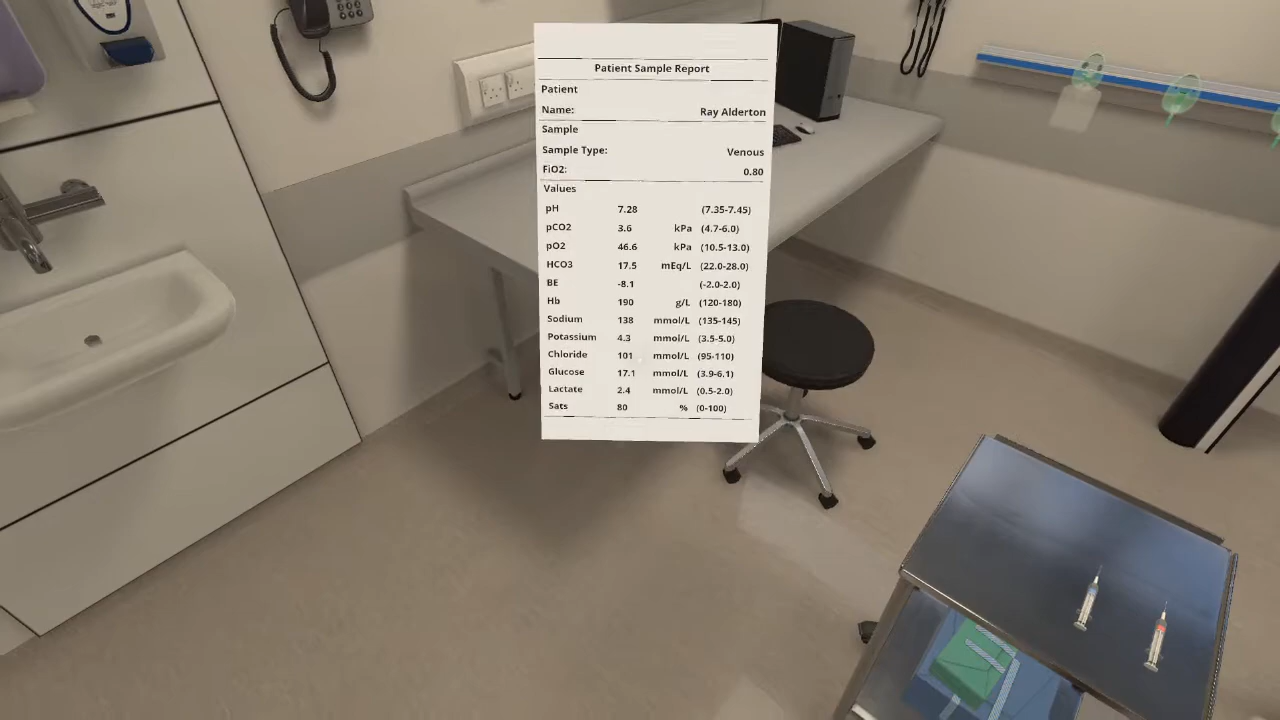 Patient Sample Report
Patient
Name: Ray Alderton
Sample
Sample Type: Venous
FiO2: 0.80
Values
pH 7.28 (7.35-7.45)
pCO2 3.6 kPa (4.7-6.0)
pO2 46.6 kPa (10.5-13.0)
HCO3 17.5 mEq/L (22.0-28.0)
BE -8.1 (-2.0-2.0)
Hb 190 g/L (120-180)
Sodium 138 mmol/L (135-145)
Potassium 4.3 mmol/L (3.5-5.0)
Chloride 101 mmol/L (95-110)
Glucose 17.1 mmol/L (3.9-6.1)
Lactate 2.4 mmol/L (0.5-2.0)
Sats 80 % (0-100)